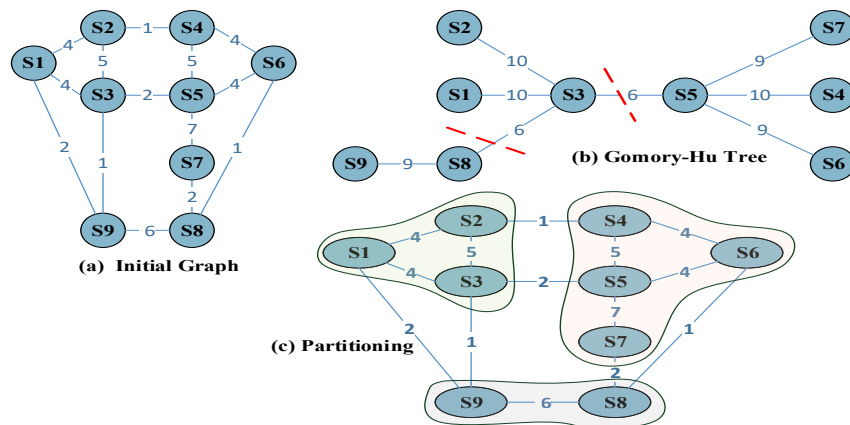 S2 1 S4
4 4
S1 5 5 S6
4 4
S3 2 S5
7
2 1 S7 1
2
S9 6 S8
(a) Initial Graph
S2 S7
10 9
S1 10 S3 6 S5 10 S4
6 9
S9 9 S8 S6
(b) Gomory-Hu Tree
S2 1 S4
4 4
S1 5 5 S6
4 4
S3 2 S5
7
2 1 S7 1
(c) Partitioning
2
S9 6 S8